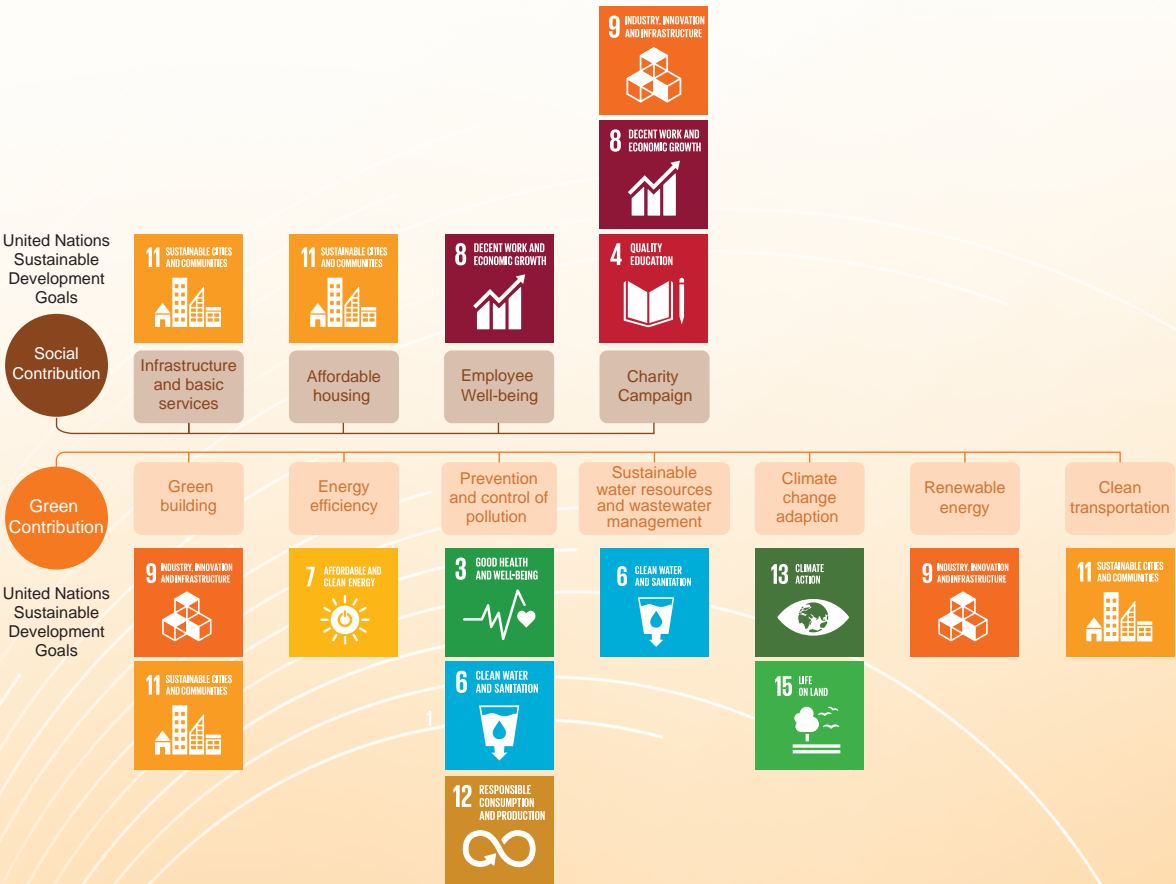 9 INDUSTRY, INNOVATION
AND INFRASTRUCTURE
8 DECENT WORK AND
ECONOMIC GROWTH
United Nations
Sustainable
Development
Goals
11 SUSTAINABLE CITIES
AND COMMUNITIES
11 SUSTAINABLE CITIES
AND COMMUNITIES
8 DECENT WORK AND
ECONOMIC GROWTH
4 QUALITY
EDUCATION
Social
Contribution
Infrastructure
and basic
services
Affordable
housing
Employee
Well-being
Charity
Campaign
Green
Contribution
Green
building
Energy
efficiency
Prevention
and control of
pollution
Sustainable
water resources
and wastewater
management
Climate
change
adaption
Renewable
energy
Clean
transportation
United Nations
Sustainable
Development
Goals
9 INDUSTRY, INNOVATION
AND INFRASTRUCTURE
7 AFFORDABLE AND
CLEAN ENERGY
3 GOOD HEALTH
AND WELL-BEING
6 CLEAN WATER
AND SANITATION
13 CLIMATE
ACTION
9 INDUSTRY, INNOVATION
AND INFRASTRUCTURE
11 SUSTAINABLE CITIES
AND COMMUNITIES
11 SUSTAINABLE CITIES
AND COMMUNITIES
6 CLEAN WATER
AND SANITATION
15 LIFE
ON LAND
1
12 RESPONSIBLE
CONSUMPTION
AND PRODUCTION